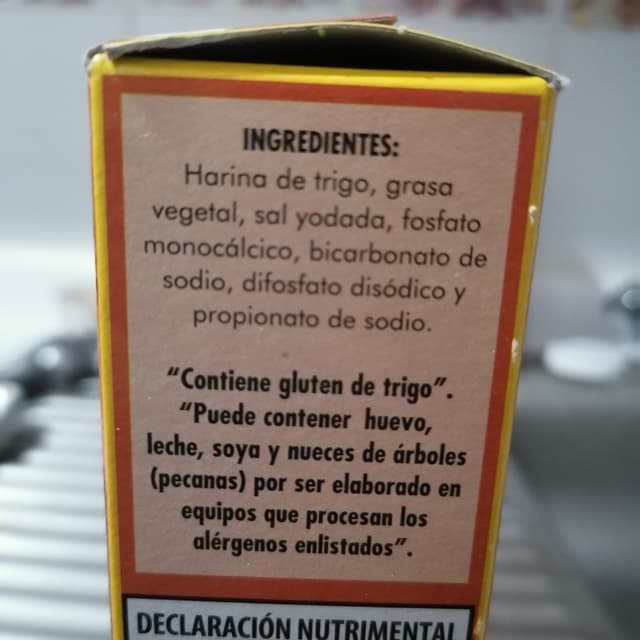 INGREDIENTES:
Harina de trigo, grasa
vegetal, sal yodada, fosfato
monocálcico, bicarbonato de
sodio, difosfato disódico y
propionato de sodio.
“Contiene gluten de trigo”.
“Puede contener huevo,
leche, soya y nueces de árboles
(pecanas) por ser elaborado en
equipos que procesan los
alérgenos enlistados”.
DECLARACIÓN NUTRIMENTAL